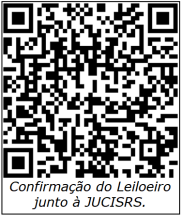 Confirmação do Leiloeiro
junto à JUCISRS.